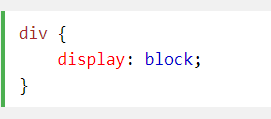 div {
    display: block;
}